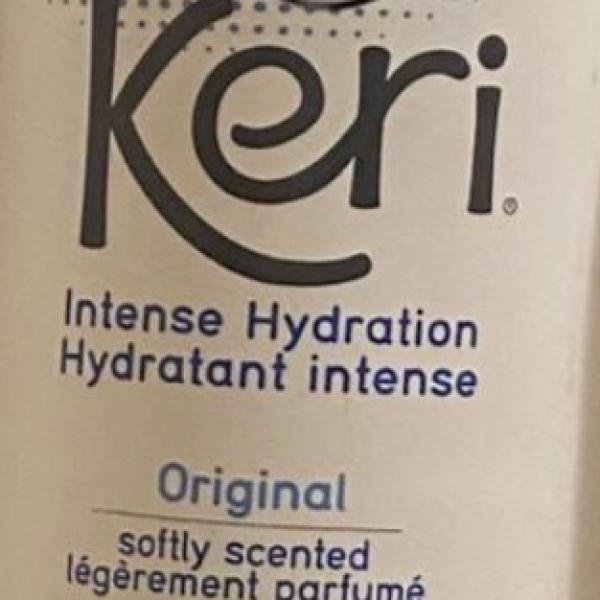 Keri®
Intense Hydration
Hydratant intense
Original
softly scented
légèrement parfumé